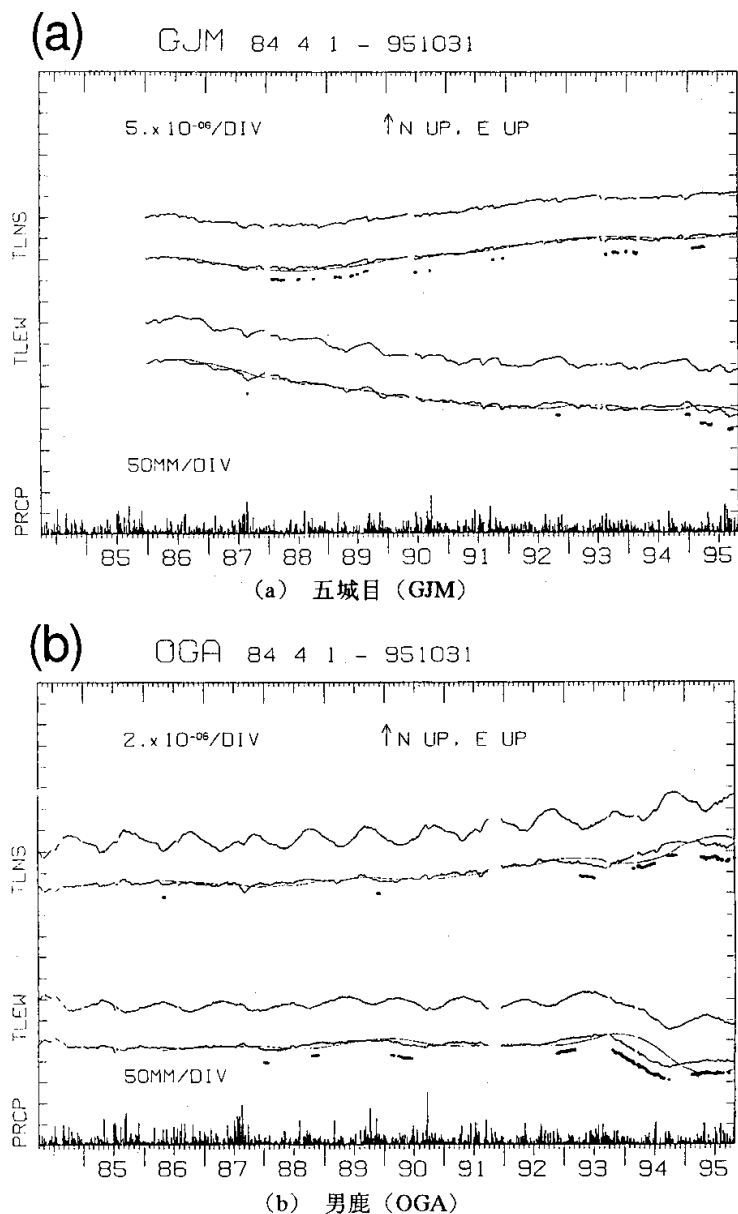 (a)
GJM 84 4 1 - 951031
5.×10⁻⁰⁶/DIV
↑N UP, E UP
TLNS
TLEW
50MM/DIV
PRCP
85 86 87 88 89 90 91 92 93 94 95
(a) 五城目（GJM）
(b)
OGA 84 4 1 - 951031
2.×10⁻⁰⁶/DIV
↑N UP, E UP
TLNS
TLEW
50MM/DIV
PRCP
85 86 87 88 89 90 91 92 93 94 95
(b) 男鹿（OGA）